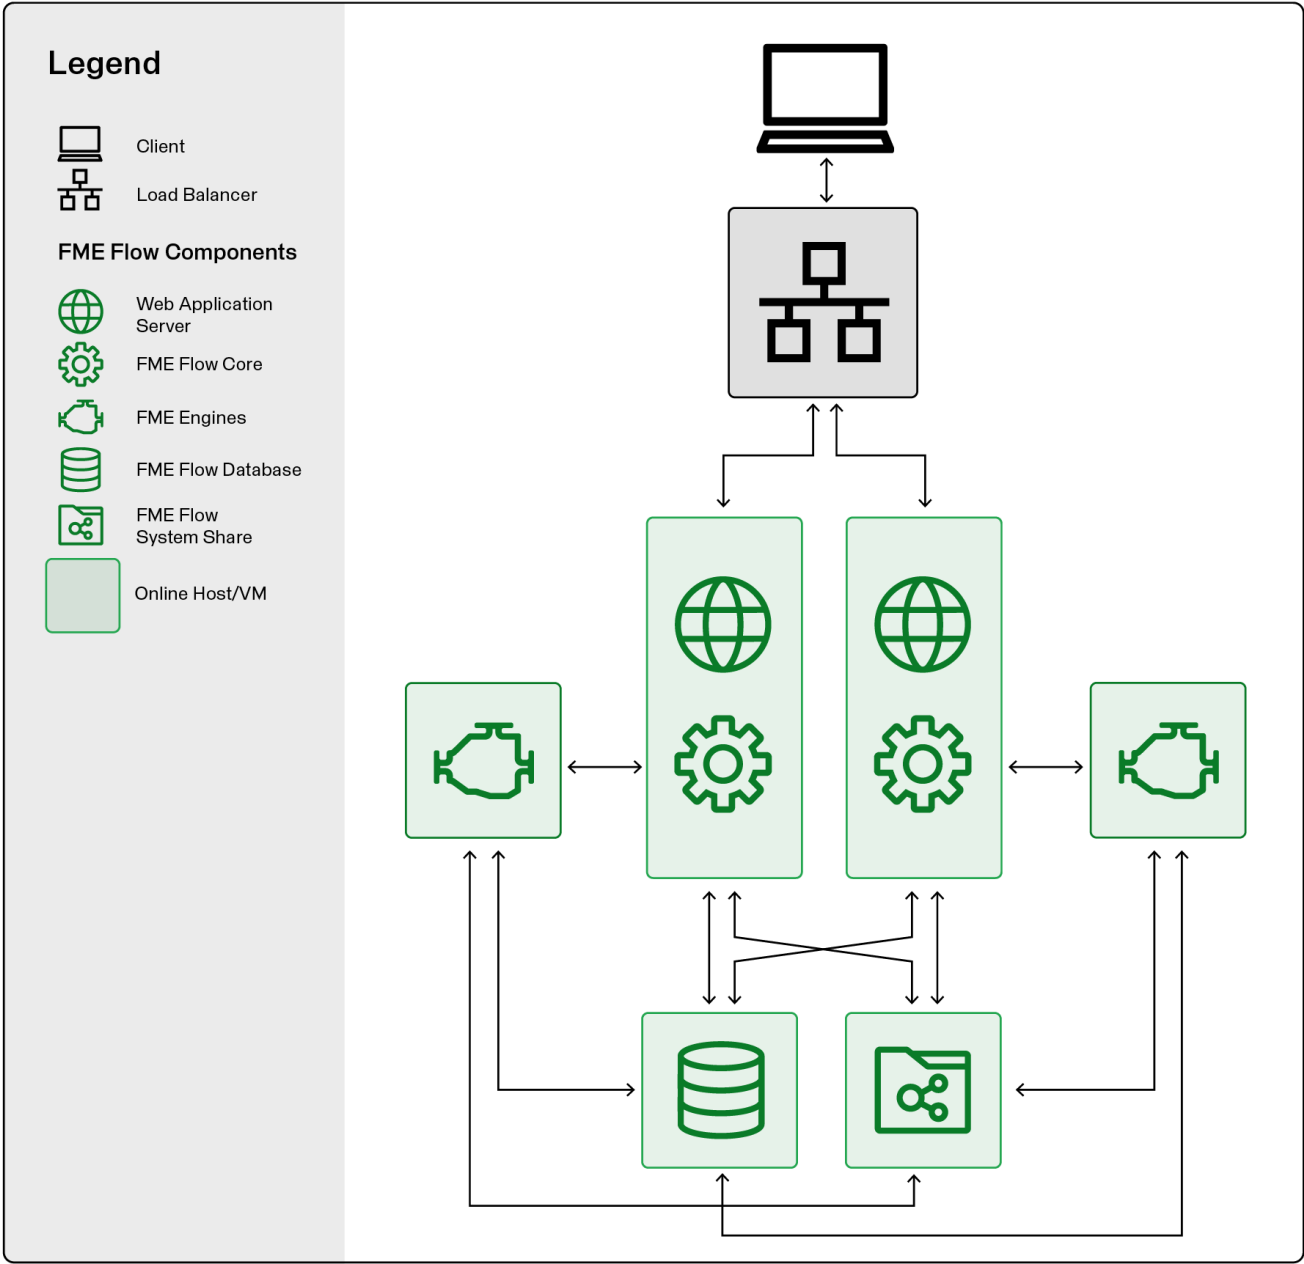 Legend
Client
Load Balancer
FME Flow Components
Web Application
Server
FME Flow Core
FME Engines
FME Flow Database
FME Flow
System Share
Online Host/VM